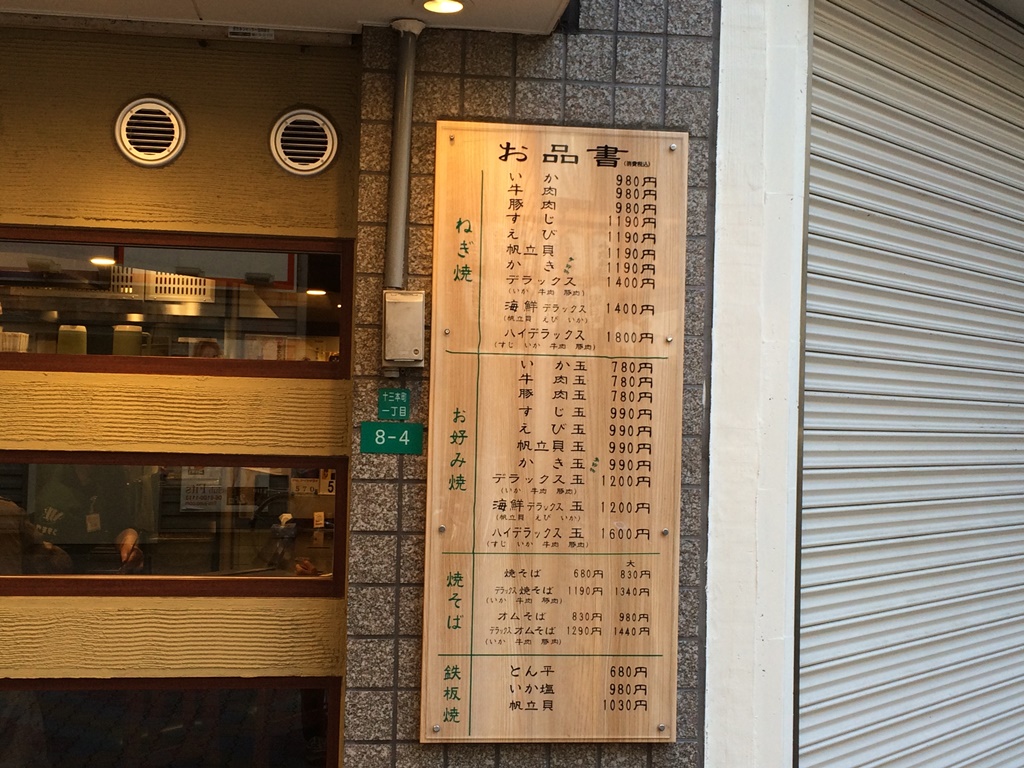 お品書(消費税込)
ねぎ焼
いか 980円
牛肉 980円
豚肉 980円
すじ 1190円
えび 1190円
帆立貝 1190円
かき 1190円
デラックス 1400円
(いか 牛肉 豚肉)
海鮮デラックス 1400円
(帆立貝 えび いか)
ハイデラックス 1800円
(すじ いか 牛肉 豚肉)
お好み焼
いか玉 780円
牛肉玉 780円
豚肉玉 780円
すじ玉 990円
えび玉 990円
帆立貝玉 990円
かき玉 990円
デラックス玉 1200円
(いか 牛肉 豚肉)
海鮮デラックス玉 1200円
(帆立貝 えび いか)
ハイデラックス玉 1600円
(すじ いか 牛肉 豚肉)
焼そば
大
焼そば 680円 830円
デラックス焼そば 1190円 1340円
(いか 牛肉 豚肉)
オムそば 830円 980円
デラックスオムそば 1290円 1440円
(いか 牛肉 豚肉)
鉄板焼
とん平 680円
いか塩 980円
帆立貝 1030円
十三本町
一丁目
8-4